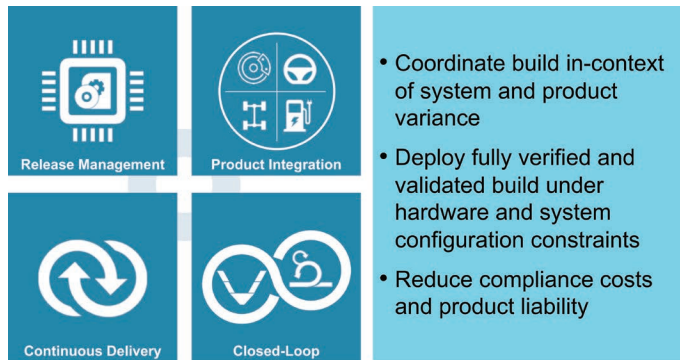 Release Management
Product Integration
Continuous Delivery
Closed-Loop
• Coordinate build in-context
of system and product
variance
• Deploy fully verified and
validated build under
hardware and system
configuration constraints
• Reduce compliance costs
and product liability